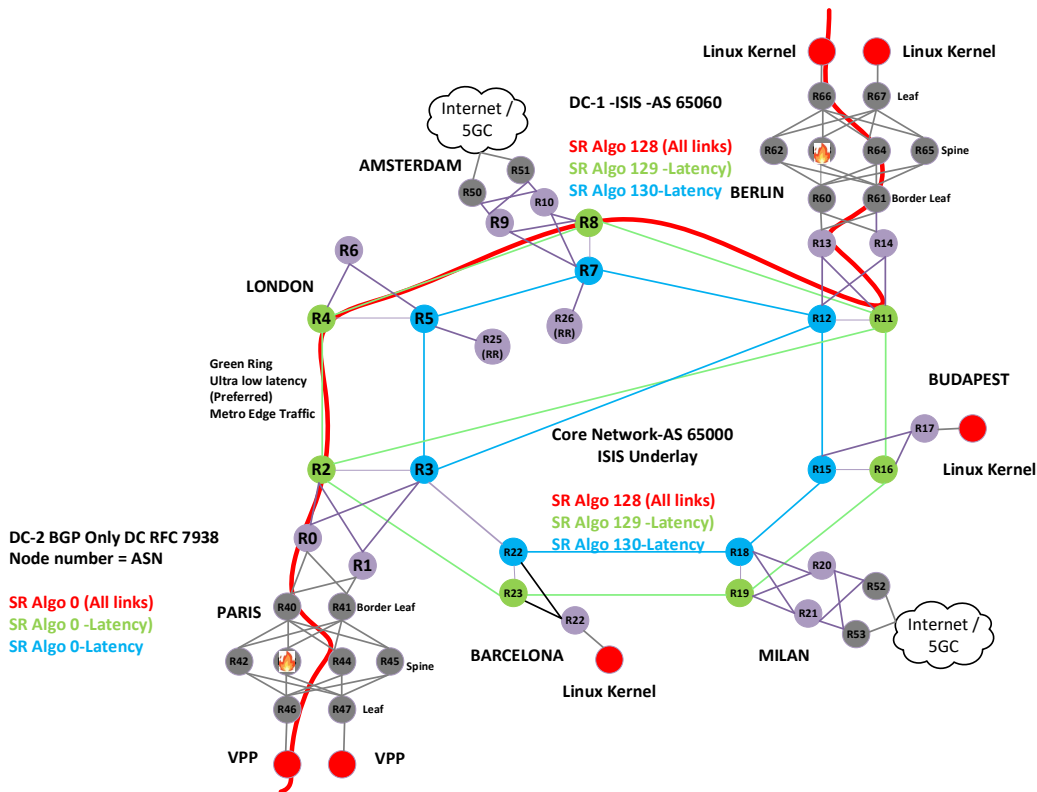 Linux Kernel
Linux Kernel
Internet /
5GC
DC-1 -ISIS -AS 65060
R66
R67
Leaf
SR Algo 128 (All links)
SR Algo 129 -Latency)
SR Algo 130-Latency
R62
R64
R65
Spine
AMSTERDAM
R51
R50
R10
BERLIN
R60
R61
Border Leaf
R9
R8
R6
R13
R14
R7
LONDON
R4
R5
R26
(RR)
R12
R11
R25
(RR)
Green Ring
Ultra low latency
(Preferred)
Metro Edge Traffic
BUDAPEST
R17
Linux Kernel
Core Network-AS 65000
ISIS Underlay
R2
R3
R15
R16
SR Algo 128 (All links)
SR Algo 129 -Latency)
SR Algo 130-Latency
DC-2 BGP Only DC RFC 7938
Node number = ASN
R0
R1
R22
R18
SR Algo 0 (All links)
SR Algo 0 -Latency)
SR Algo 0-Latency
PARIS
R40
R41
Border Leaf
R23
R19
R20
R52
R22
R21
R53
Internet /
5GC
R42
R44
R45
Spine
BARCELONA
MILAN
Linux Kernel
R46
R47
Leaf
VPP
VPP